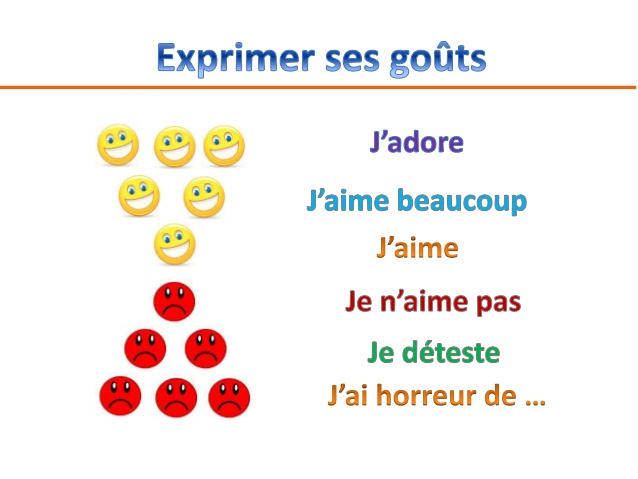 Exprimer ses goûts
J’adore
J’aime beaucoup
J’aime
Je n’aime pas
Je déteste
J’ai horreur de …